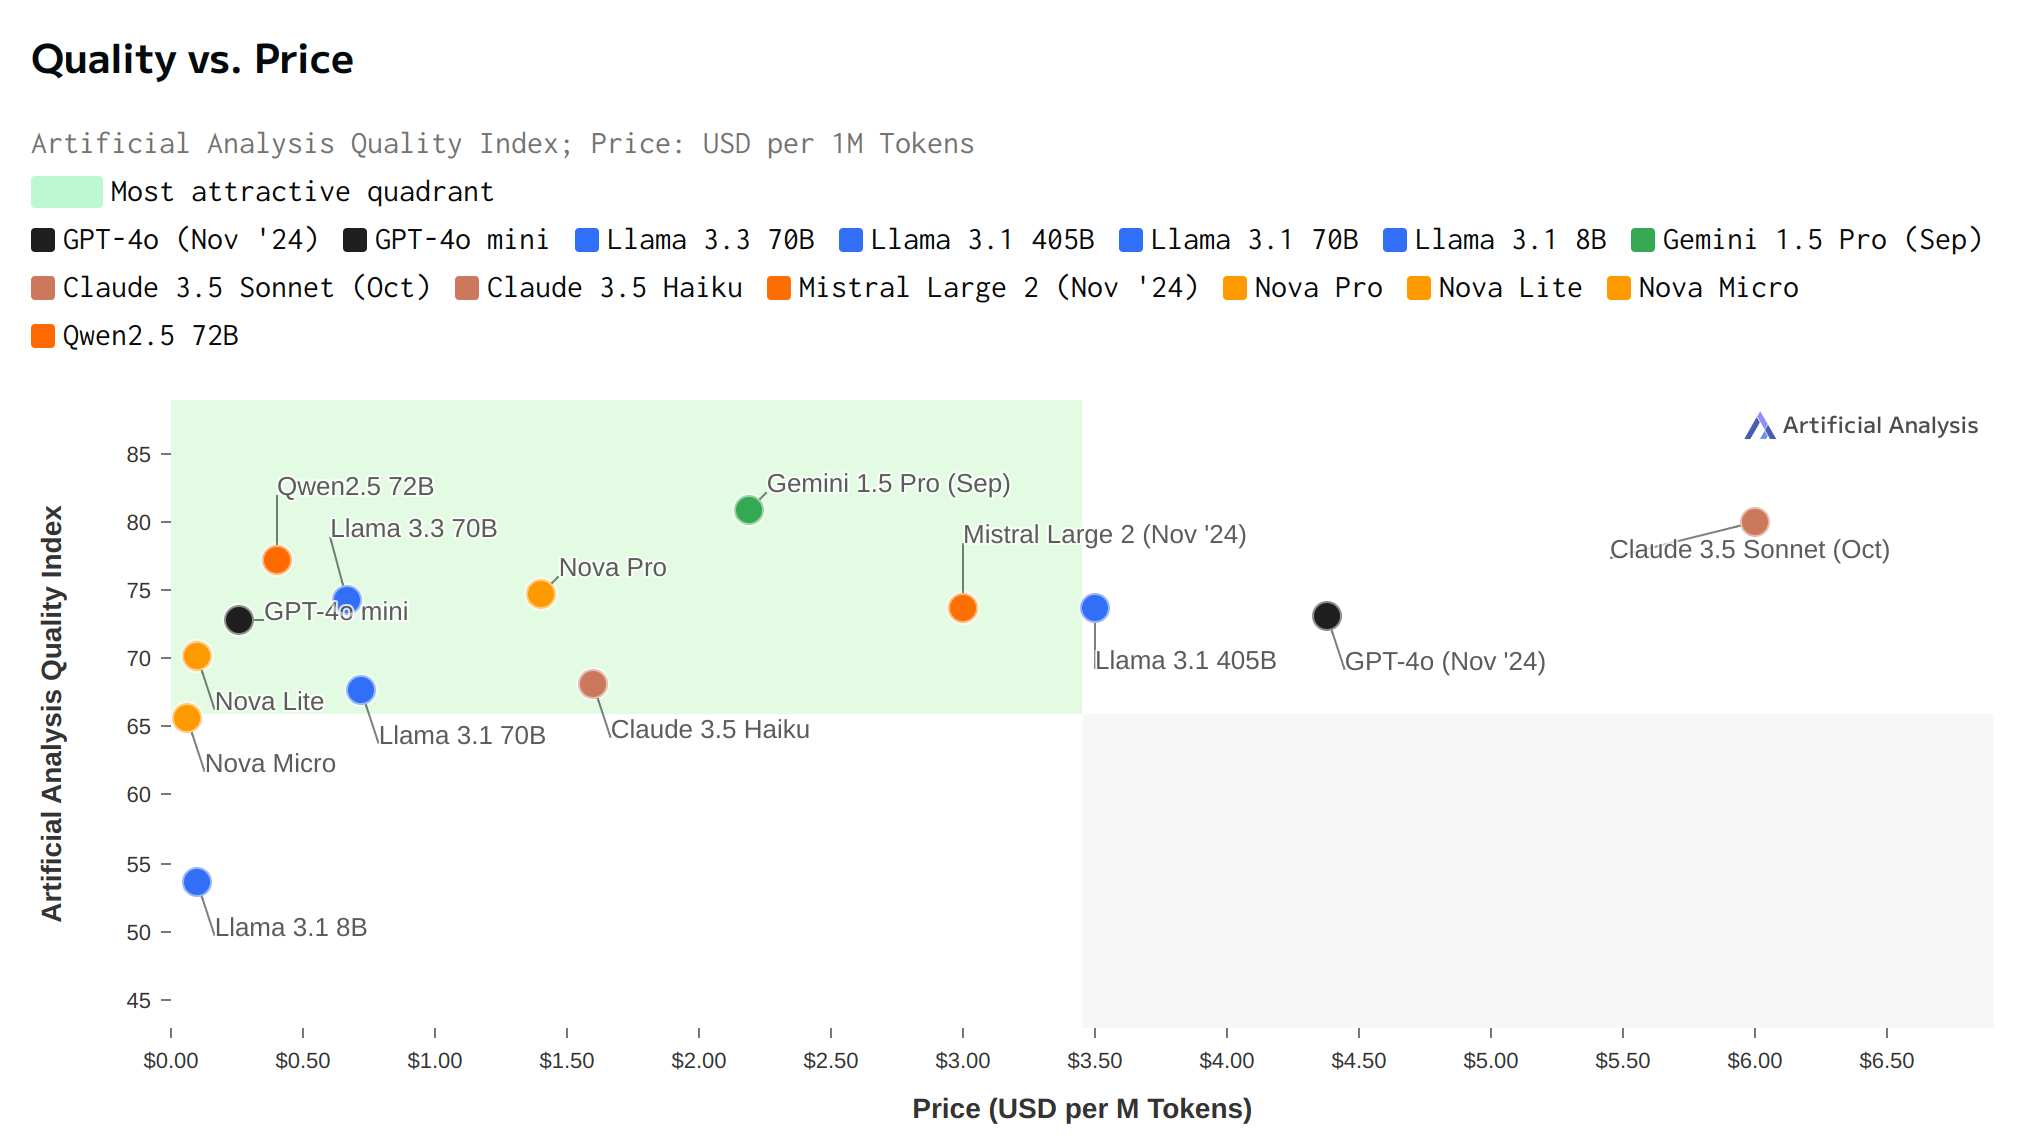 Quality vs. Price
Artificial Analysis Quality Index; Price: USD per 1M Tokens
Most attractive quadrant
GPT-4o (Nov '24) GPT-4o mini Llama 3.3 70B Llama 3.1 405B Llama 3.1 70B Llama 3.1 8B Gemini 1.5 Pro (Sep)
Claude 3.5 Sonnet (Oct) Claude 3.5 Haiku Mistral Large 2 (Nov '24) Nova Pro Nova Lite Nova Micro
Qwen2.5 72B
Artificial Analysis
85
Qwen2.5 72B
Gemini 1.5 Pro (Sep)
80
Llama 3.3 70B
Mistral Large 2 (Nov '24)
Claude 3.5 Sonnet (Oct)
Nova Pro
75
GPT-4o mini
70
Llama 3.1 405B
GPT-4o (Nov '24)
Nova Lite
65
Llama 3.1 70B
Claude 3.5 Haiku
Nova Micro
60
55
Llama 3.1 8B
50
45
Artificial Analysis Quality Index
$0.00 $0.50 $1.00 $1.50 $2.00 $2.50 $3.00 $3.50 $4.00 $4.50 $5.00 $5.50 $6.00 $6.50
Price (USD per M Tokens)